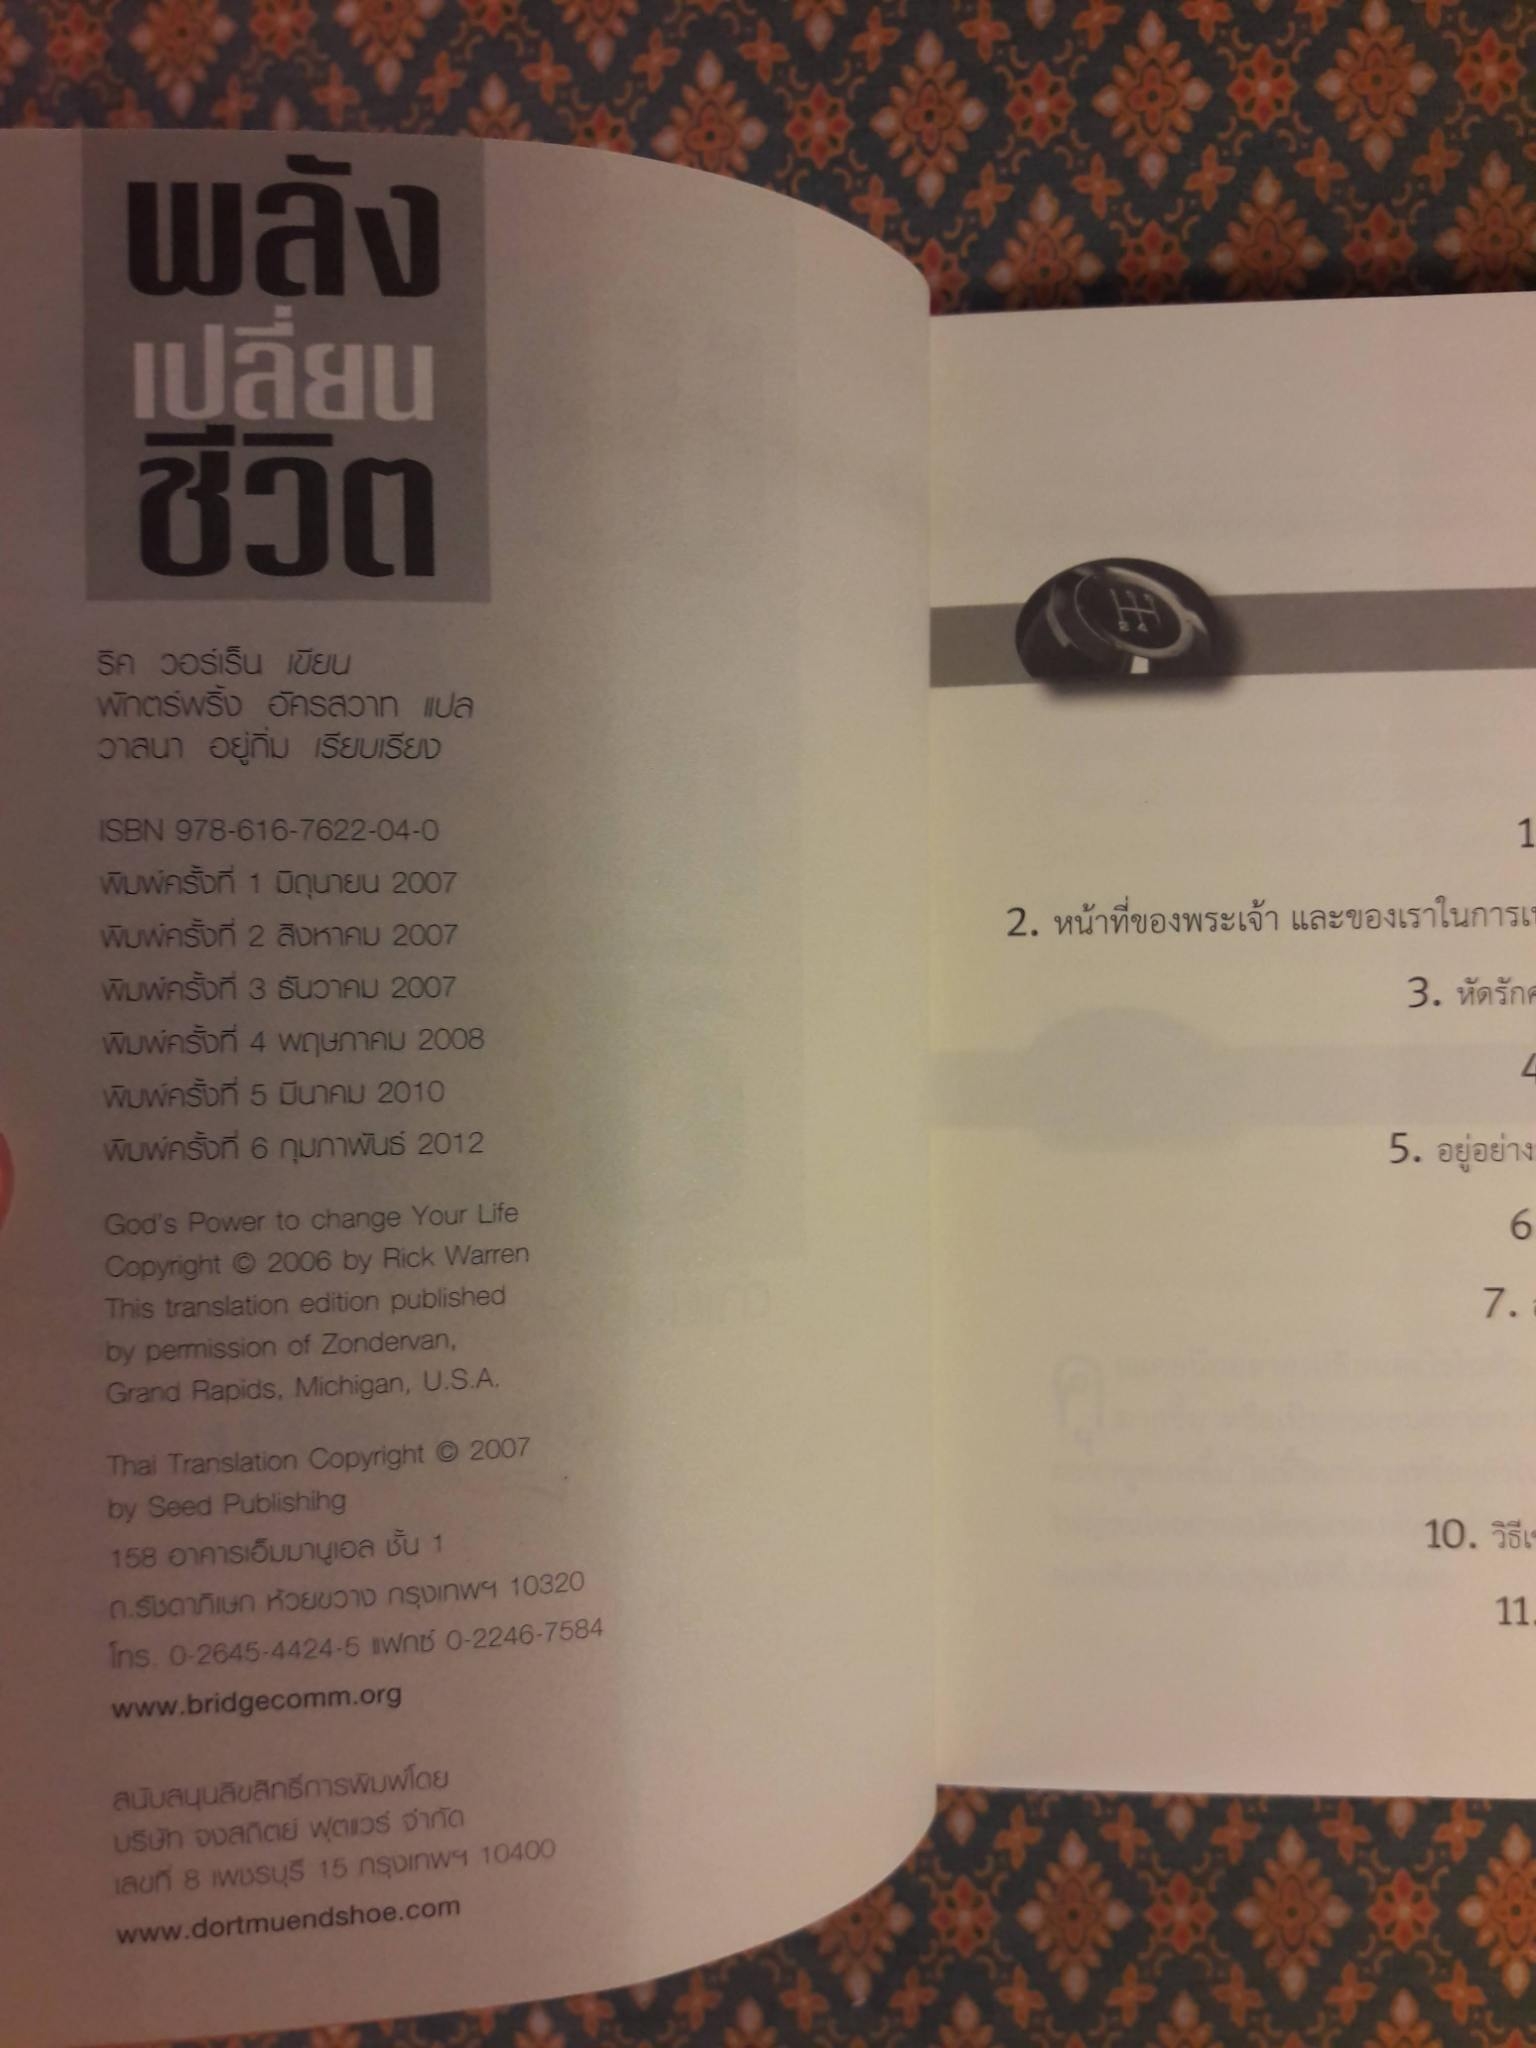 พลัง
เปลี่ยน
ชีวิต
ริค วอร์เร็น เขียน
พักตร์พริ้ง อัครสวาท แปล
วาสนา อยู่ทิ่ม เรียบเรียง
ISBN 978-616-7622-04-0
พิมพ์ครั้งที่ 1 มิถุนายน 2007
พิมพ์ครั้งที่ 2 สิงหาคม 2007
พิมพ์ครั้งที่ 3 ธันวาคม 2007
พิมพ์ครั้งที่ 4 พฤษภาคม 2008
พิมพ์ครั้งที่ 5 มีนาคม 2010
พิมพ์ครั้งที่ 6 กุมภาพันธ์ 2012
God's Power to change Your Life
Copyright © 2006 by Rick Warren
This translation edition published
by permission of Zondervan,
Grand Rapids, Michigan, U.S.A.
Thai Translation Copyright © 2007
by Seed Publishihg
158 อาคารเอ็มมานูเอล ชั้น 1
ถ.รัชดาภิเษก ห้วยขวาง กรุงเทพฯ 10320
โทร. 0-2645-4424-5 แฟกซ์ 0-2246-7584
www.bridgecomm.org
สนับสนุนลิขสิทธิ์การพิมพ์โดย
บริษัท จงสถิตย์ ฟุตแวร์ จำกัด
เลขที่ 8 เพชรบุรี 15 กรุงเทพฯ 10400
www.dortmuendshoe.com
2 4
1
2. หน้าที่ของพระเจ้า และของเราในการเ
3. หัดรัก
4
5. อยู่อย่าง
6
7.
10. วิธีเ
11.